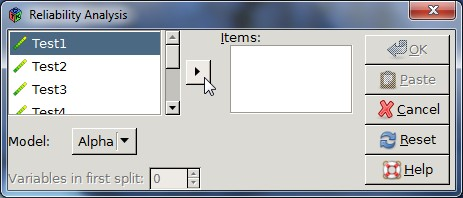 Reliability Analysis
Test1
Test2
Test3
Test4
Items:
OK
Paste
Cancel
Reset
Help
Model:
Alpha
Variables in first split:
0